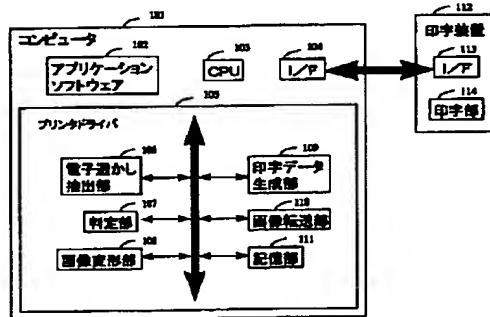 101
コンピュータ
102
アプリケーション
ソフトウェア
103
CPU
104
I/F
112
印字装置
113
I/F
114
印字部
105
プリンタドライバ
106
電子透かし
抽出部
109
印字データ
生成部
107
判定部
110
画像転送部
108
画像変形部
111
記憶部